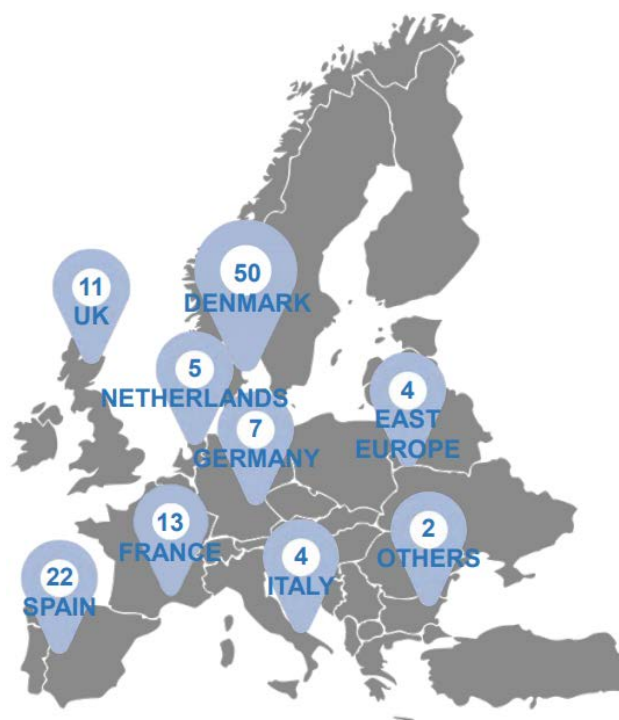 50
DENMARK
11
UK
5
NETHERLANDS
4
EAST
EUROPE
7
GERMANY
13
FRANCE
2
OTHERS
4
ITALY
22
SPAIN